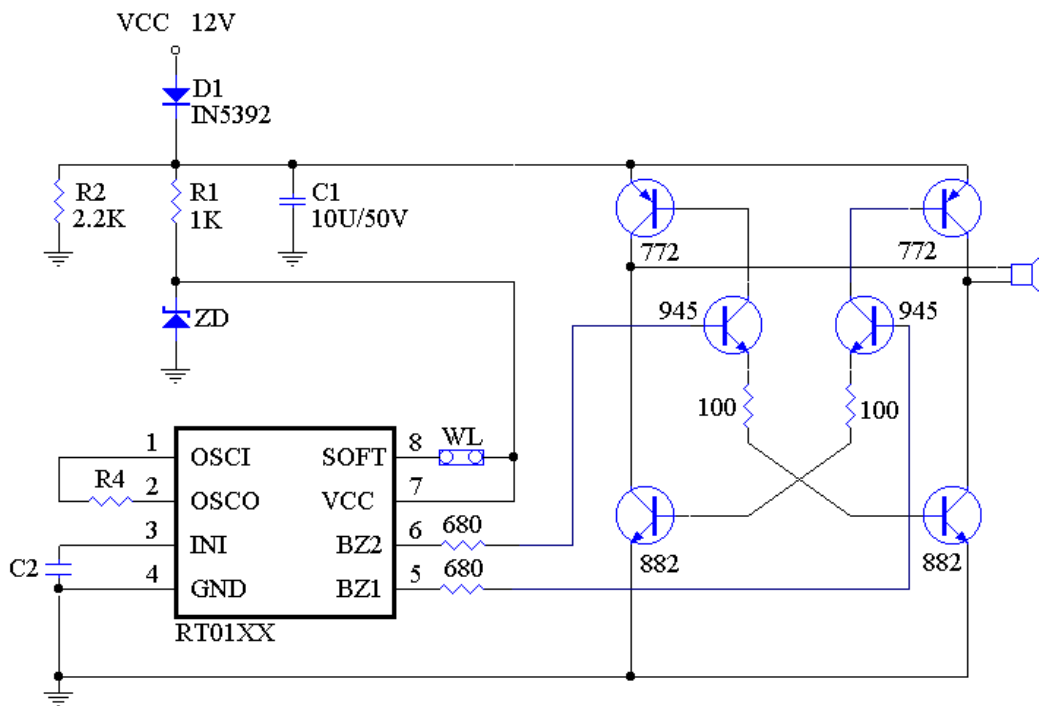 VCC 12V
D1
IN5392
R2
2.2K
R1
1K
C1
10U/50V
772
772
ZD
945
945
100
100
1
OSCI
SOFT
8
WL
R4
2
OSCO
VCC
7
3
INI
BZ2
6
680
C2
4
GND
BZ1
5
680
882
882
RT01XX